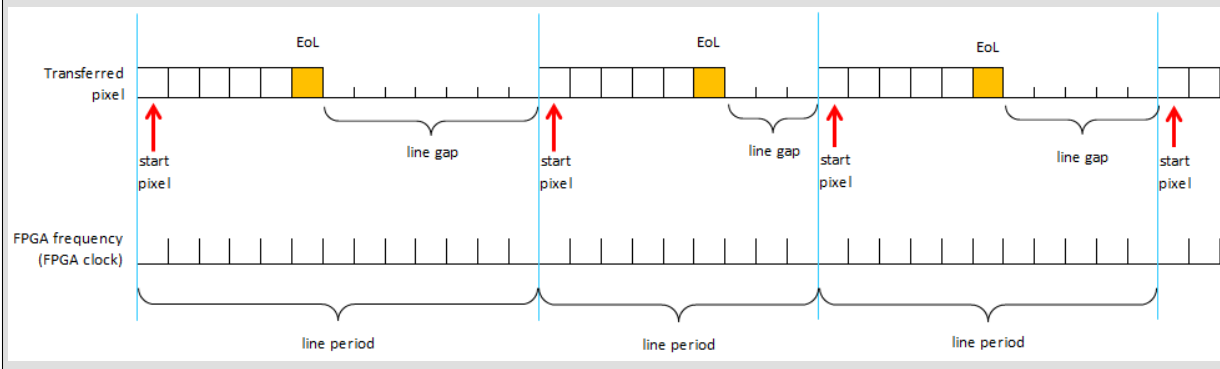 EoL
EoL
EoL
Transferred
pixel
line gap
line gap
line gap
start
pixel
start
pixel
start
pixel
start
pixel
FPGA frequency
(FPGA clock)
line period
line period
line period